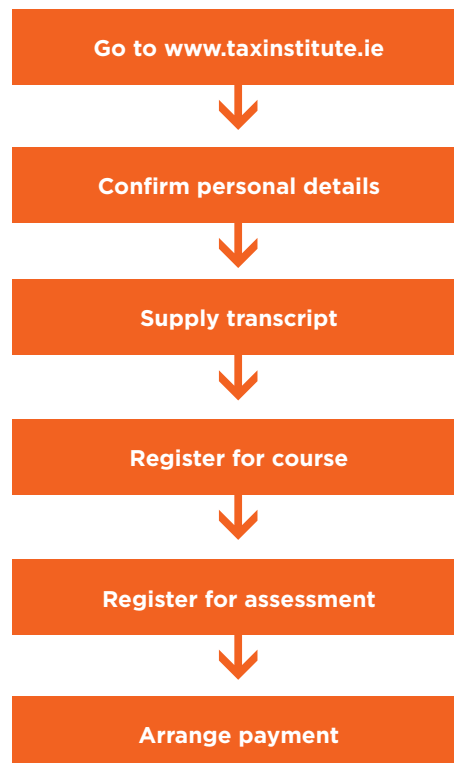 Go to www.taxinstitute.ie
Confirm personal details
Supply transcript
Register for course
Register for assessment
Arrange payment